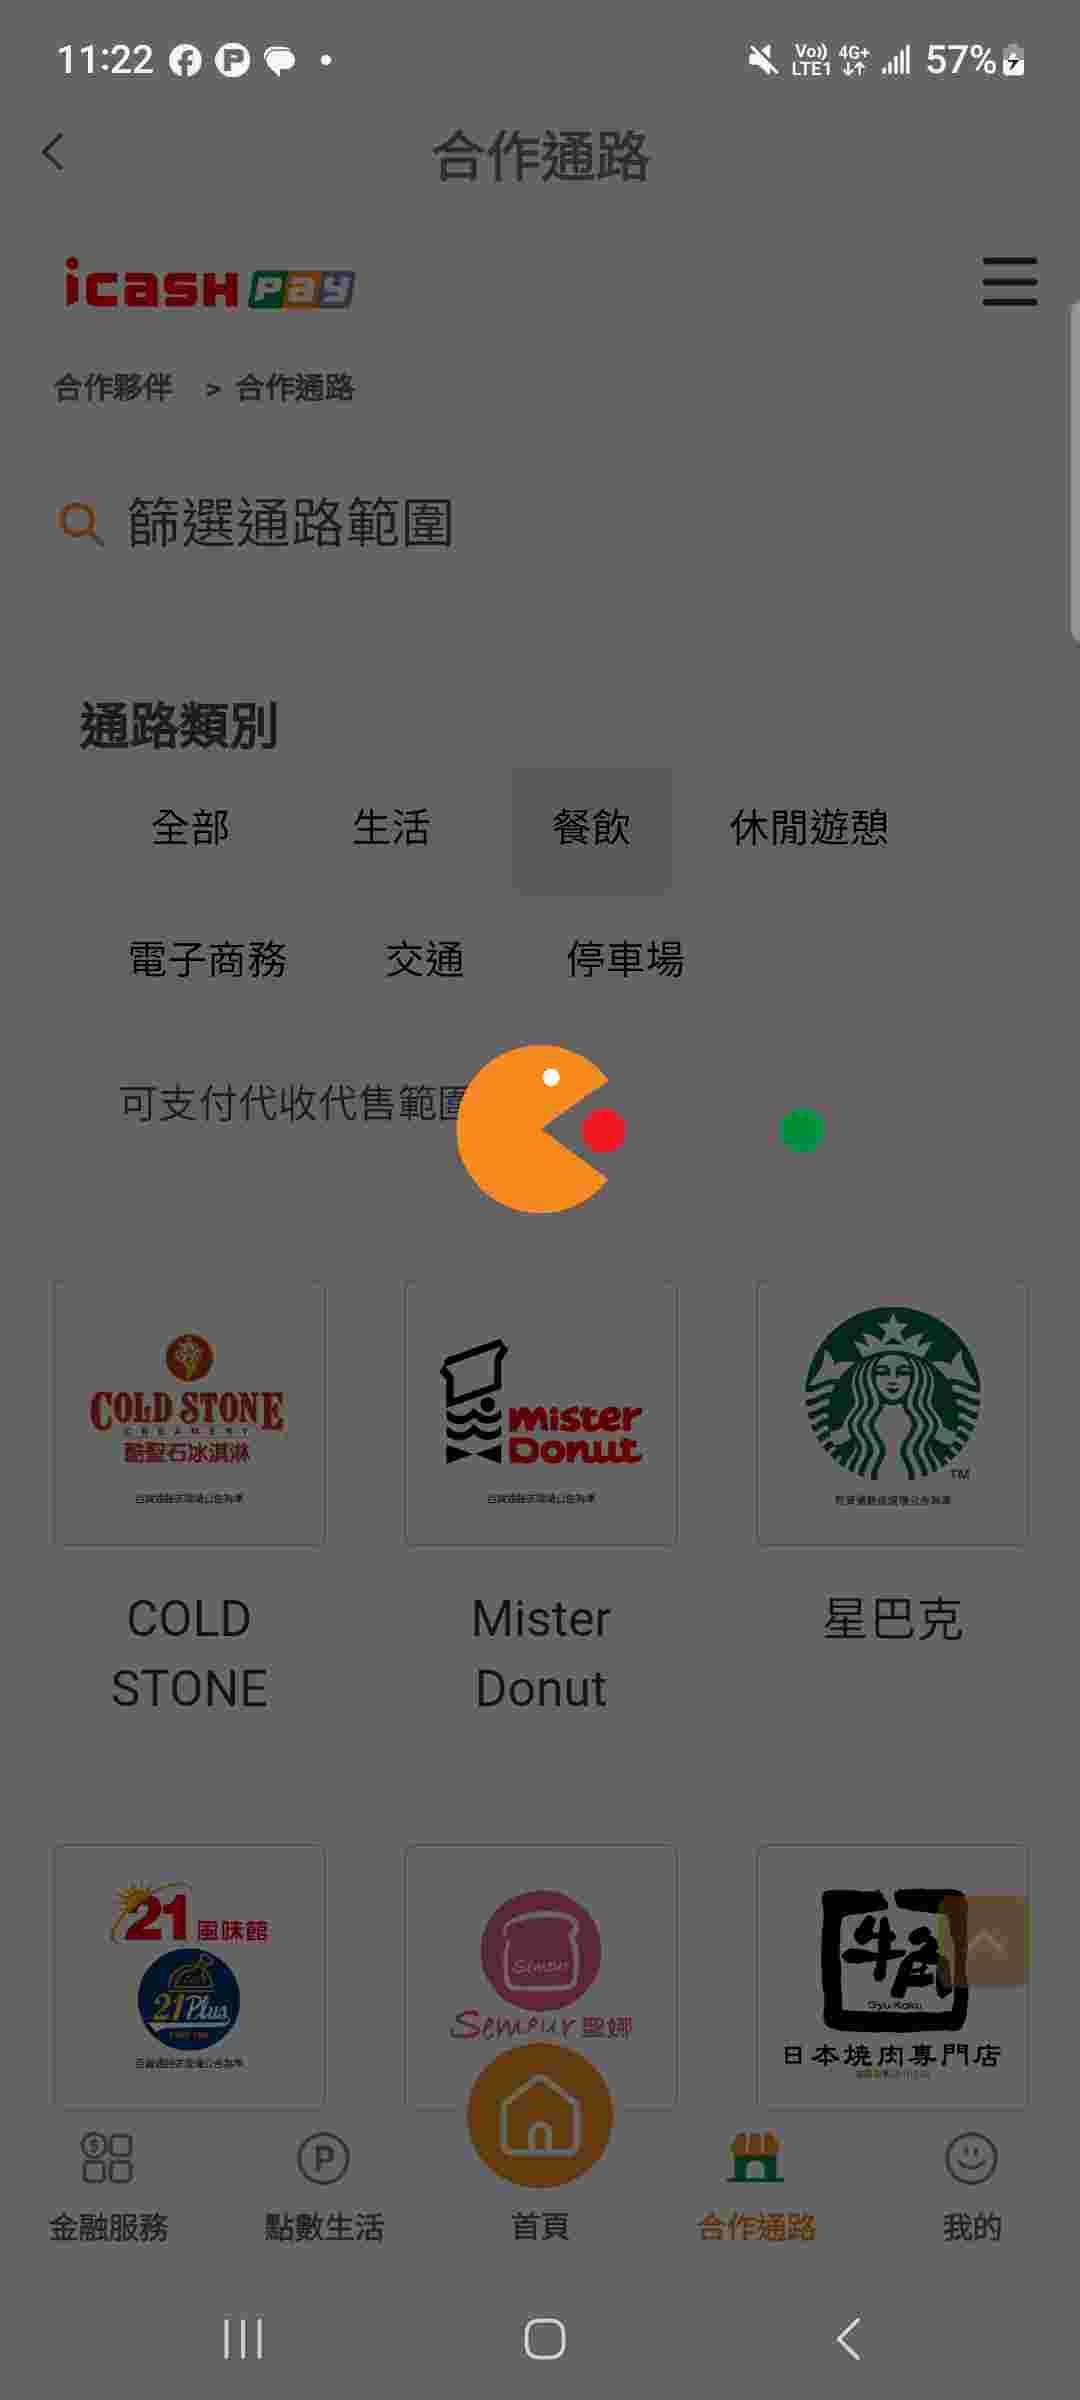 11:22
Vo)) LTE1 4G+ 57%
合作通路
icash pay
合作夥伴 > 合作通路
篩選通路範圍
通路類別
全部 生活 餐飲 休閒遊憩
電子商務 交通 停車場
可支付代收代售範圍
COLD STONE
CREAMERY
酷聖石冰淇淋
mister Donut
TM
COLD STONE
Mister Donut
星巴克
21 風味館
21 Plus
Semeur
Semeur 聖娜
牛角
Gyu-Kaku
日本燒肉專門店
金融服務 點數生活 首頁 合作通路 我的